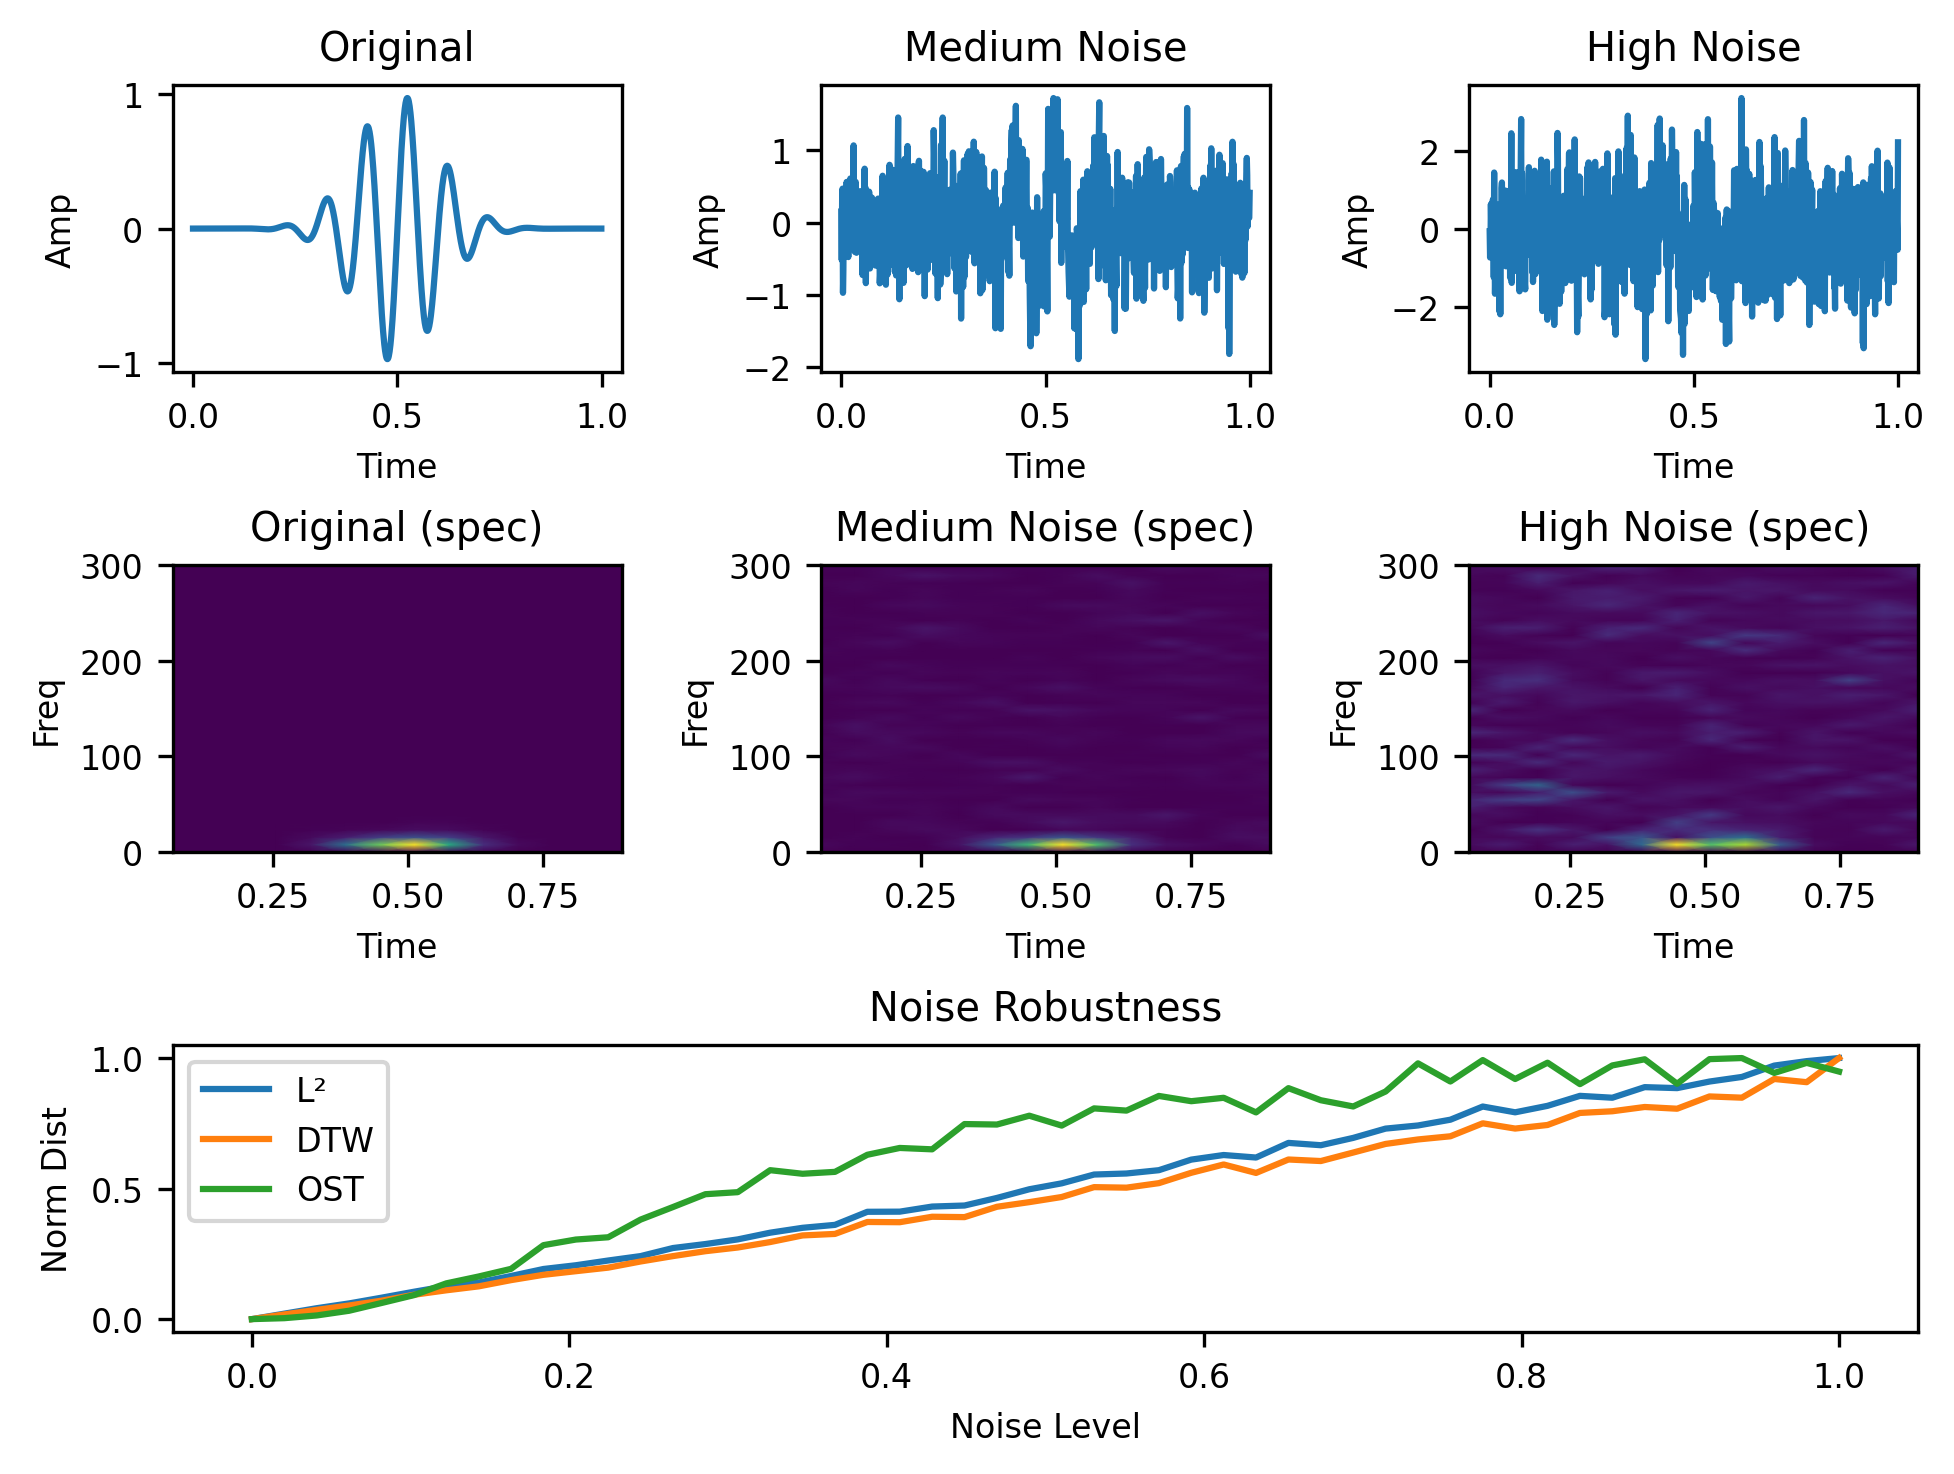 Original
Medium Noise
High Noise
1
0
−1
Amp
0.0 0.5 1.0
Time
1
0
−1
−2
Amp
0.0 0.5 1.0
Time
2
0
−2
Amp
0.0 0.5 1.0
Time
Original (spec)
Medium Noise (spec)
High Noise (spec)
300
200
100
0
Freq
0.25 0.50 0.75
Time
300
200
100
0
Freq
0.25 0.50 0.75
Time
300
200
100
0
Freq
0.25 0.50 0.75
Time
Noise Robustness
1.0
0.5
0.0
Norm Dist
L²
DTW
OST
0.0 0.2 0.4 0.6 0.8 1.0
Noise Level